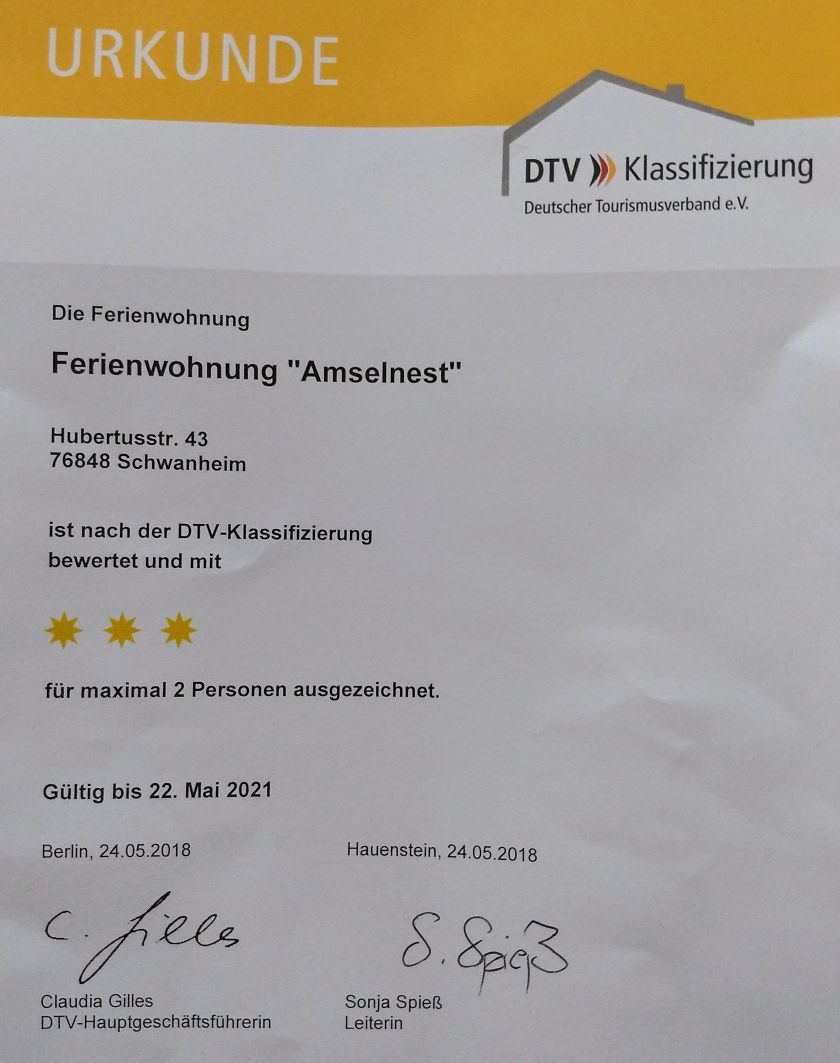 URKUNDE
DTV Klassifizierung
Deutscher Tourismusverband e.V.
Die Ferienwohnung
Ferienwohnung "Amselnest"
Hubertusstr. 43
76848 Schwanheim
ist nach der DTV-Klassifizierung
bewertet und mit
für maximal 2 Personen ausgezeichnet.
Gültig bis 22. Mai 2021
Berlin, 24.05.2018
Hauenstein, 24.05.2018
C. Gilles
S. Spieß
Claudia Gilles
DTV-Hauptgeschäftsführerin
Sonja Spieß
Leiterin